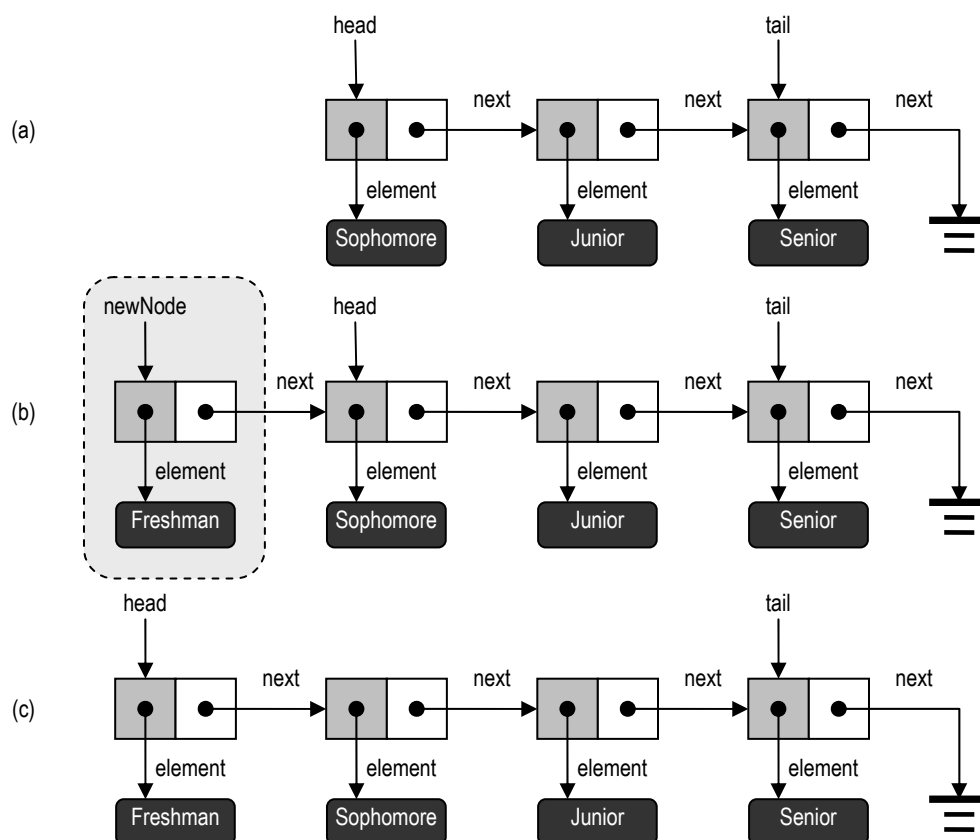 head tail
next next next
(a)
element element element
Sophomore Junior Senior
newNode head tail
next next next next
(b)
element element element element
Freshman Sophomore Junior Senior
head tail
next next next next
(c)
element element element element
Freshman Sophomore Junior Senior